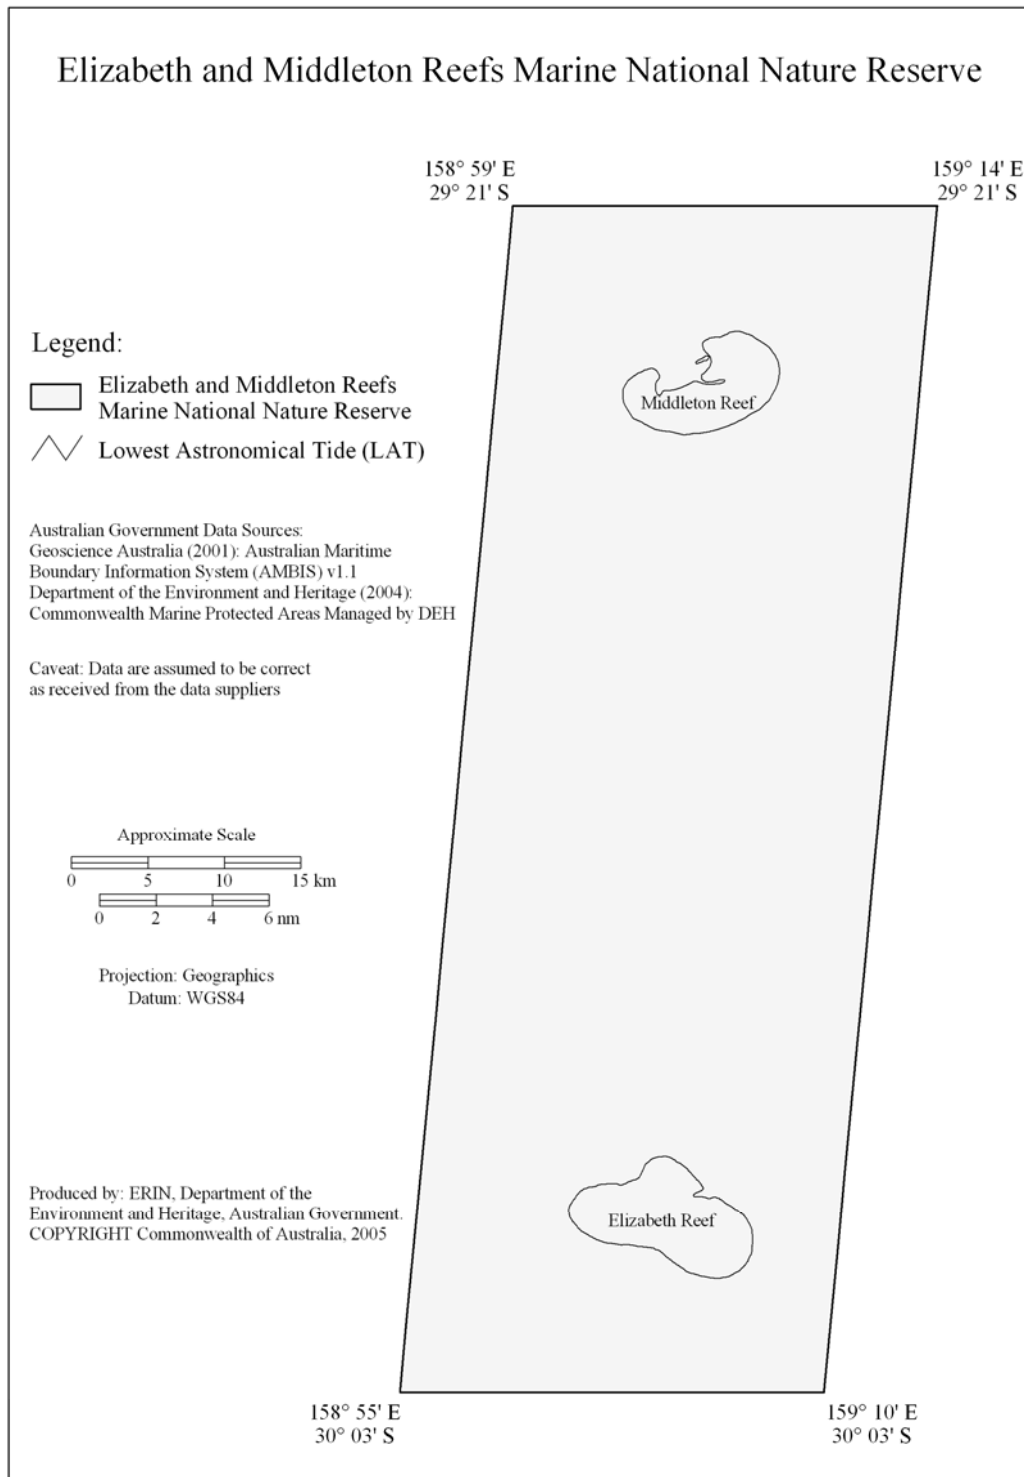 Elizabeth and Middleton Reefs Marine National Nature Reserve
158° 59' E
29° 21' S
159° 14' E
29° 21' S
Legend:
Elizabeth and Middleton Reefs
Marine National Nature Reserve
Lowest Astronomical Tide (LAT)
Middleton Reef
Australian Government Data Sources:
Geoscience Australia (2001): Australian Maritime
Boundary Information System (AMBIS) v1.1
Department of the Environment and Heritage (2004):
Commonwealth Marine Protected Areas Managed by DEH
Caveat: Data are assumed to be correct
as received from the data suppliers
Approximate Scale
0 5 10 15 km
0 2 4 6 nm
Projection: Geographics
Datum: WGS84
Produced by: ERIN, Department of the
Environment and Heritage, Australian Government.
COPYRIGHT Commonwealth of Australia, 2005
Elizabeth Reef
158° 55' E
30° 03' S
159° 10' E
30° 03' S